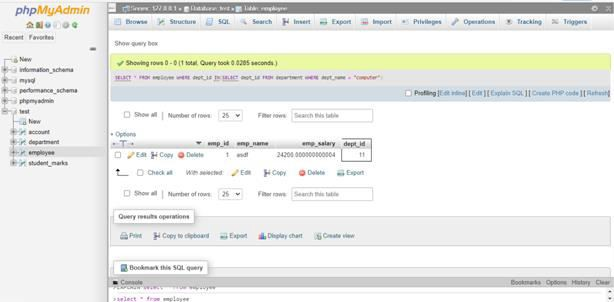 phpMyAdmin
Recent Favorites
New
information_schema
mysql
performance_schema
phpmyadmin
test
New
account
department
employee
student_marks
Server: 127.0.0.1 » Database: test » Table: employee
Browse Structure SQL Search Insert Export Import Privileges Operations Tracking Triggers
Show query box
Showing rows 0 - 0 (1 total, Query took 0.0285 seconds.)
SELECT * FROM employee WHERE dept_id IN(SELECT dept_id FROM department WHERE dept_name = "computer")
Profiling [Edit inline] [ Edit ] [ Explain SQL ] [ Create PHP code ] [ Refresh]
Show all Number of rows: 25 Filter rows: Search this table
+ Options
emp_id emp_name emp_salary dept_id
Edit Copy Delete 1 asdf 24200.000000000004 11
Check all With selected: Edit Copy Delete Export
Show all Number of rows: 25 Filter rows: Search this table
Query results operations
Print Copy to clipboard Export Display chart Create view
Bookmark this SQL query
Console Bookmarks Options History Clear
>EXPLAIN select * from employee
>select * from employee